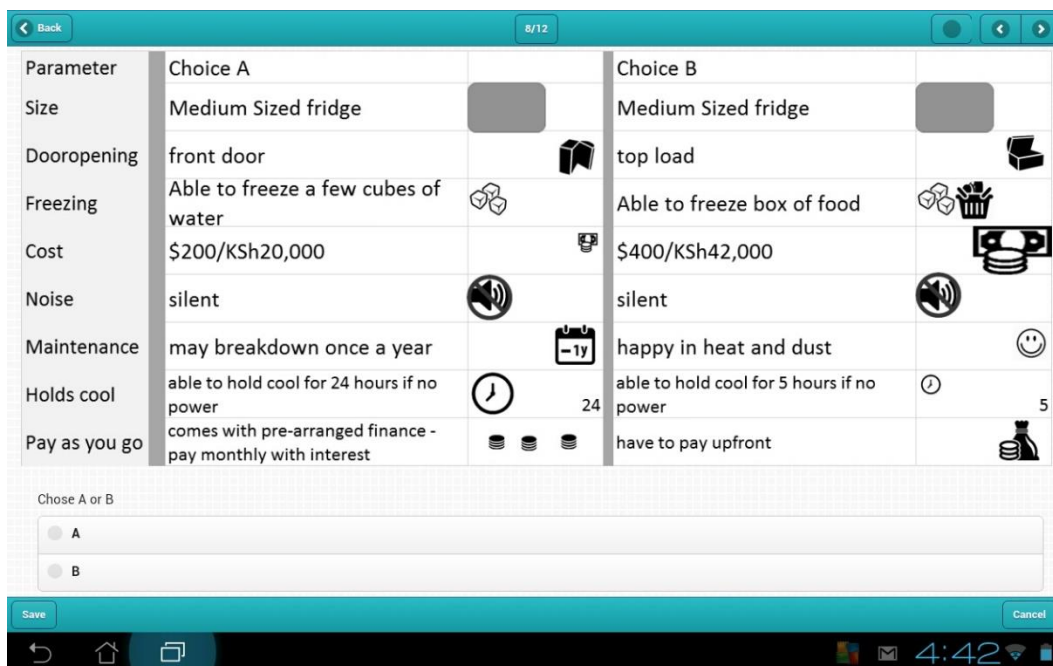 Back
8/12
Parameter Choice A Choice B
Size Medium Sized fridge Medium Sized fridge
Dooropening front door top load
Freezing Able to freeze a few cubes of water Able to freeze box of food
Cost $200/KSh20,000 $400/KSh42,000
Noise silent silent
Maintenance may breakdown once a year -1y happy in heat and dust
Holds cool able to hold cool for 24 hours if no power 24 able to hold cool for 5 hours if no power 5
Pay as you go comes with pre-arranged finance - pay monthly with interest have to pay upfront
Chose A or B
A
B
Save Cancel
4:42